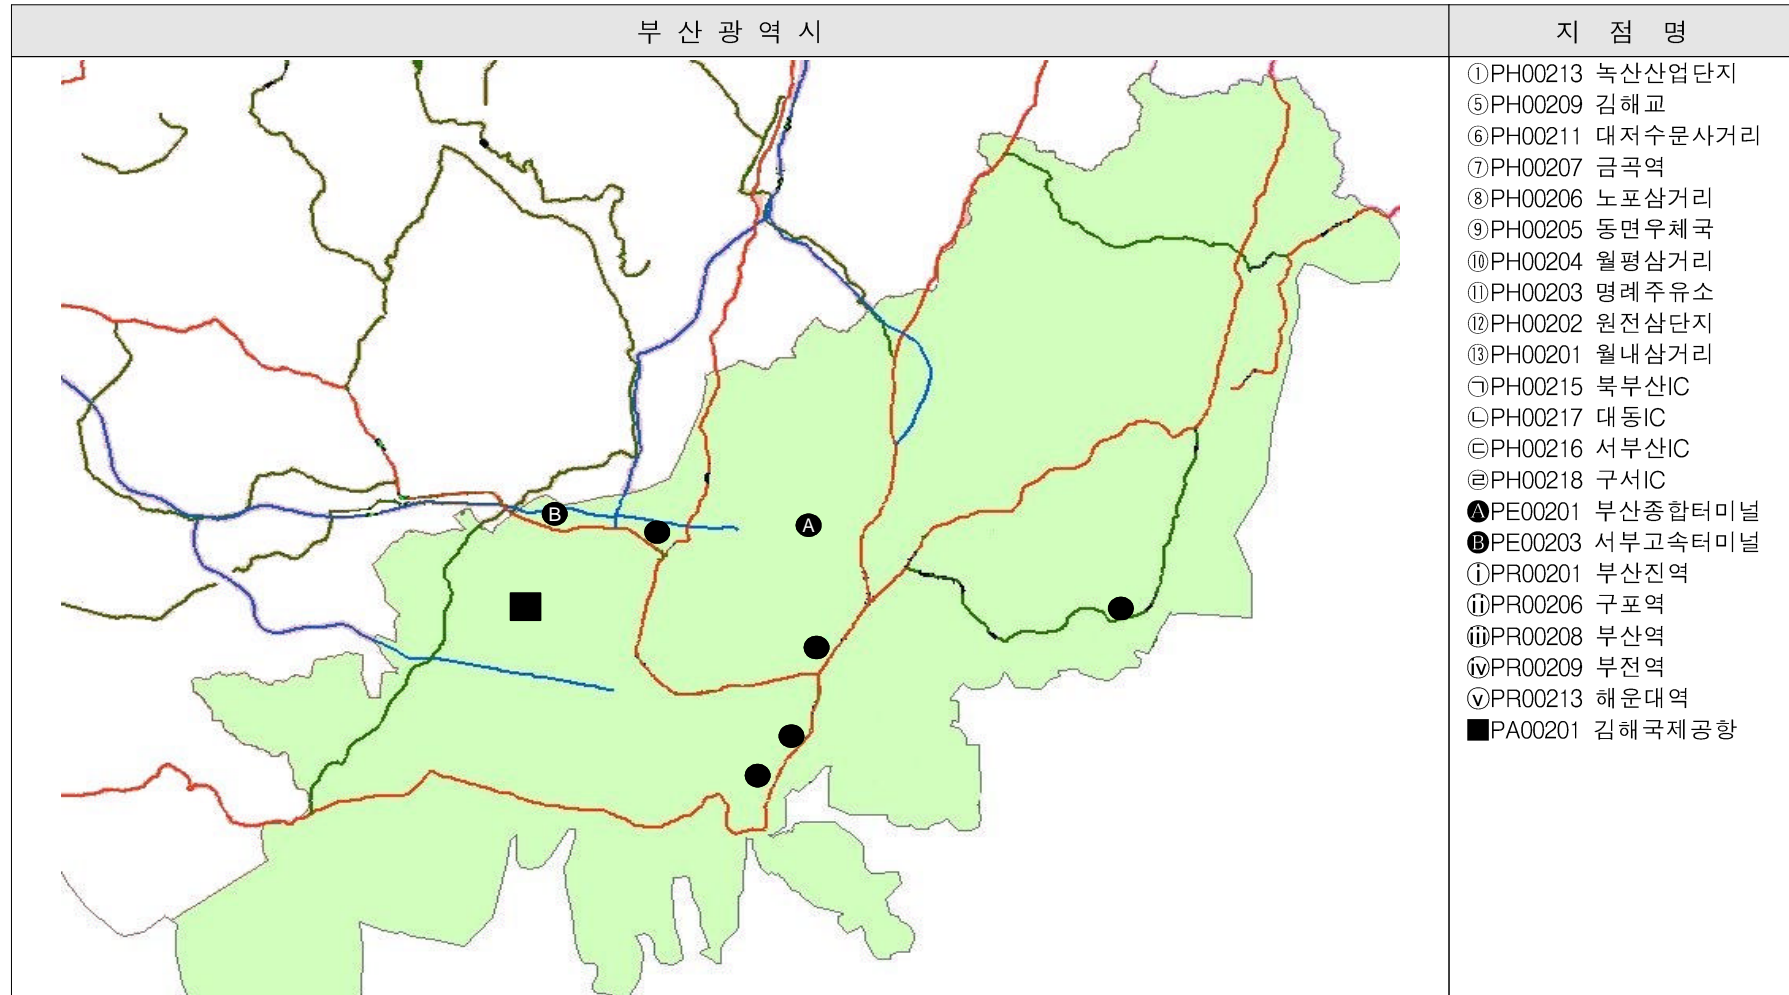 부 산 광 역 시
지 점 명
①PH00213 녹산산업단지
⑤PH00209 김해교
⑥PH00211 대저수문사거리
⑦PH00207 금곡역
⑧PH00206 노포삼거리
⑨PH00205 동면우체국
⑩PH00204 월평삼거리
⑪PH00203 명례주유소
⑫PH00202 원전삼단지
⑬PH00201 월내삼거리
㉠PH00215 북부산IC
㉡PH00217 대동IC
㉢PH00216 서부산IC
㉣PH00218 구서IC
🅐PE00201 부산종합터미널
🅑PE00203 서부고속터미널
ⓘPR00201 부산진역
ⅱPR00206 구포역
ⅲPR00208 부산역
ⅳPR00209 부전역
ⓥPR00213 해운대역
■PA00201 김해국제공항
B
A